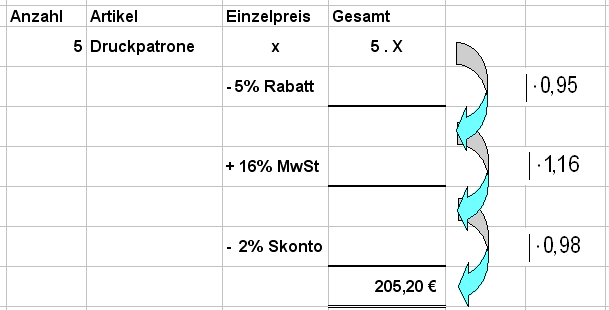 Anzahl Artikel Einzelpreis Gesamt
5 Druckpatrone x 5 . X
- 5% Rabatt |·0,95
+ 16% MwSt |·1,16
- 2% Skonto |·0,98
205,20 €